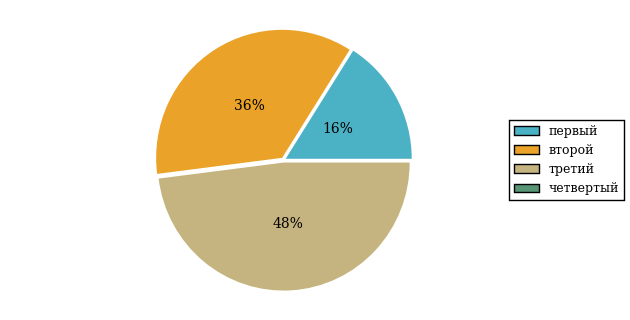 36%
16%
48%
первый
второй
третий
четвертый